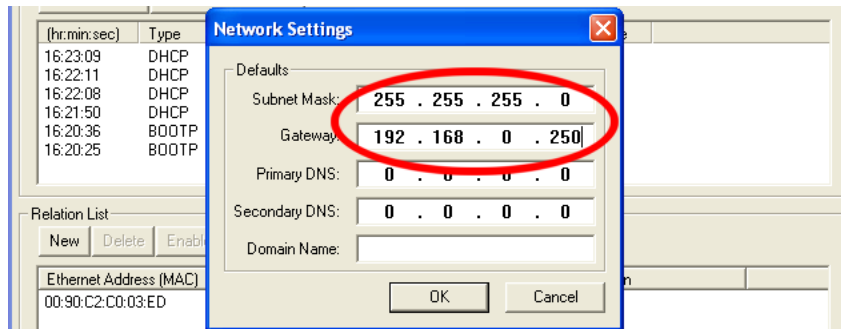 (hr:min:sec) Type
16:23:09 DHCP
16:22:11 DHCP
16:22:08 DHCP
16:21:50 DHCP
16:20:36 BOOTP
16:20:25 BOOTP
Network Settings
Defaults
Subnet Mask: 255 . 255 . 255 . 0
Gateway: 192 . 168 . 0 . 250
Primary DNS: 0 . 0 . 0 . 0
Secondary DNS: 0 . 0 . 0 . 0
Domain Name:
OK Cancel
Relation List
New Delete
Ethernet Address (MAC)
00:90:C2:C0:03:ED